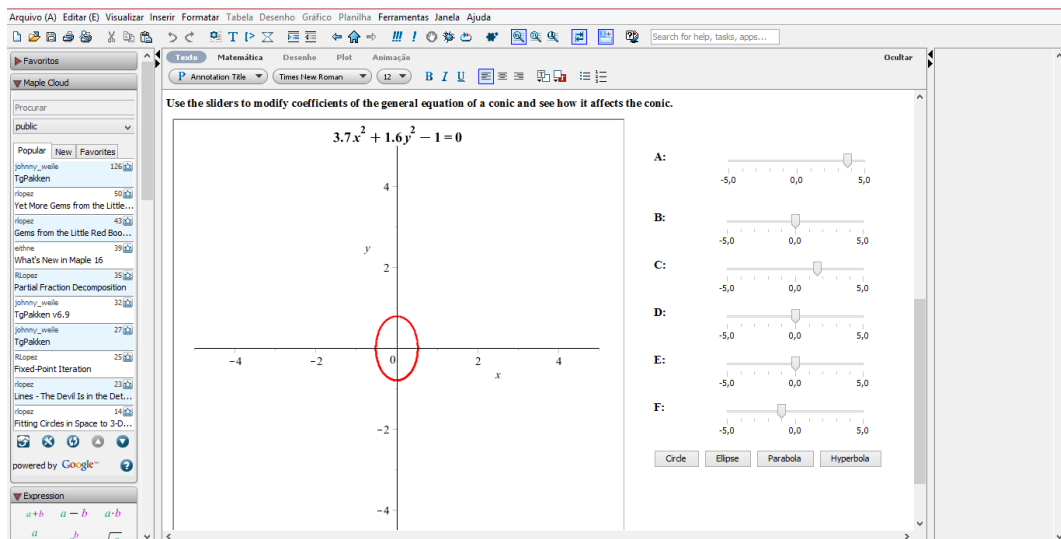 Arquivo (A) Editar (E) Visualizar Inserir Formatar Tabela Desenho Gráfico Planilha Ferramentas Janela Ajuda
Search for help, tasks, apps...
Favoritos
Maple Cloud
Procurar
public
Popular New Favorites
johnny_weile 126
TgPakken
rlopez 50
Yet More Gems from the Little...
rlopez 43
Gems from the Little Red Boo...
eithne 39
What's New in Maple 16
RLopez 35
Partial Fraction Decomposition
johnny_weile 32
TgPakken v6.9
johnny_weile 27
TgPakken
RLopez 25
Fixed-Point Iteration
rlopez 23
Lines - The Devil Is in the Det...
rlopez 14
Fitting Circles in Space to 3-D...
powered by Google™
Expression
a+b a − b a·b
a b
Texto Matemática Desenho Plot Animação Ocultar
P Annotation Title Times New Roman 12 B I U
Use the sliders to modify coefficients of the general equation of a conic and see how it affects the conic.
3.7x² + 1.6y² − 1 = 0
4
y
2
−4 −2 0 2 4
x
−2
−4
A:
-5,0 0,0 5,0
B:
-5,0 0,0 5,0
C:
-5,0 0,0 5,0
D:
-5,0 0,0 5,0
E:
-5,0 0,0 5,0
F:
-5,0 0,0 5,0
Circle Ellipse Parabola Hyperbola